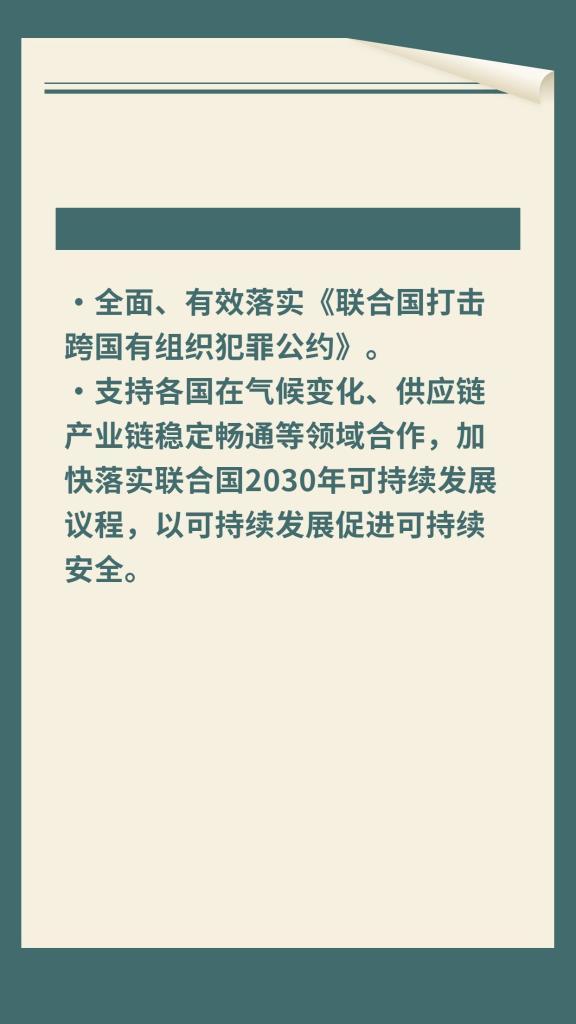 ・全面、有效落实《联合国打击
跨国有组织犯罪公约》。
・支持各国在气候变化、供应链
产业链稳定畅通等领域合作，加
快落实联合国2030年可持续发展
议程，以可持续发展促进可持续
安全。